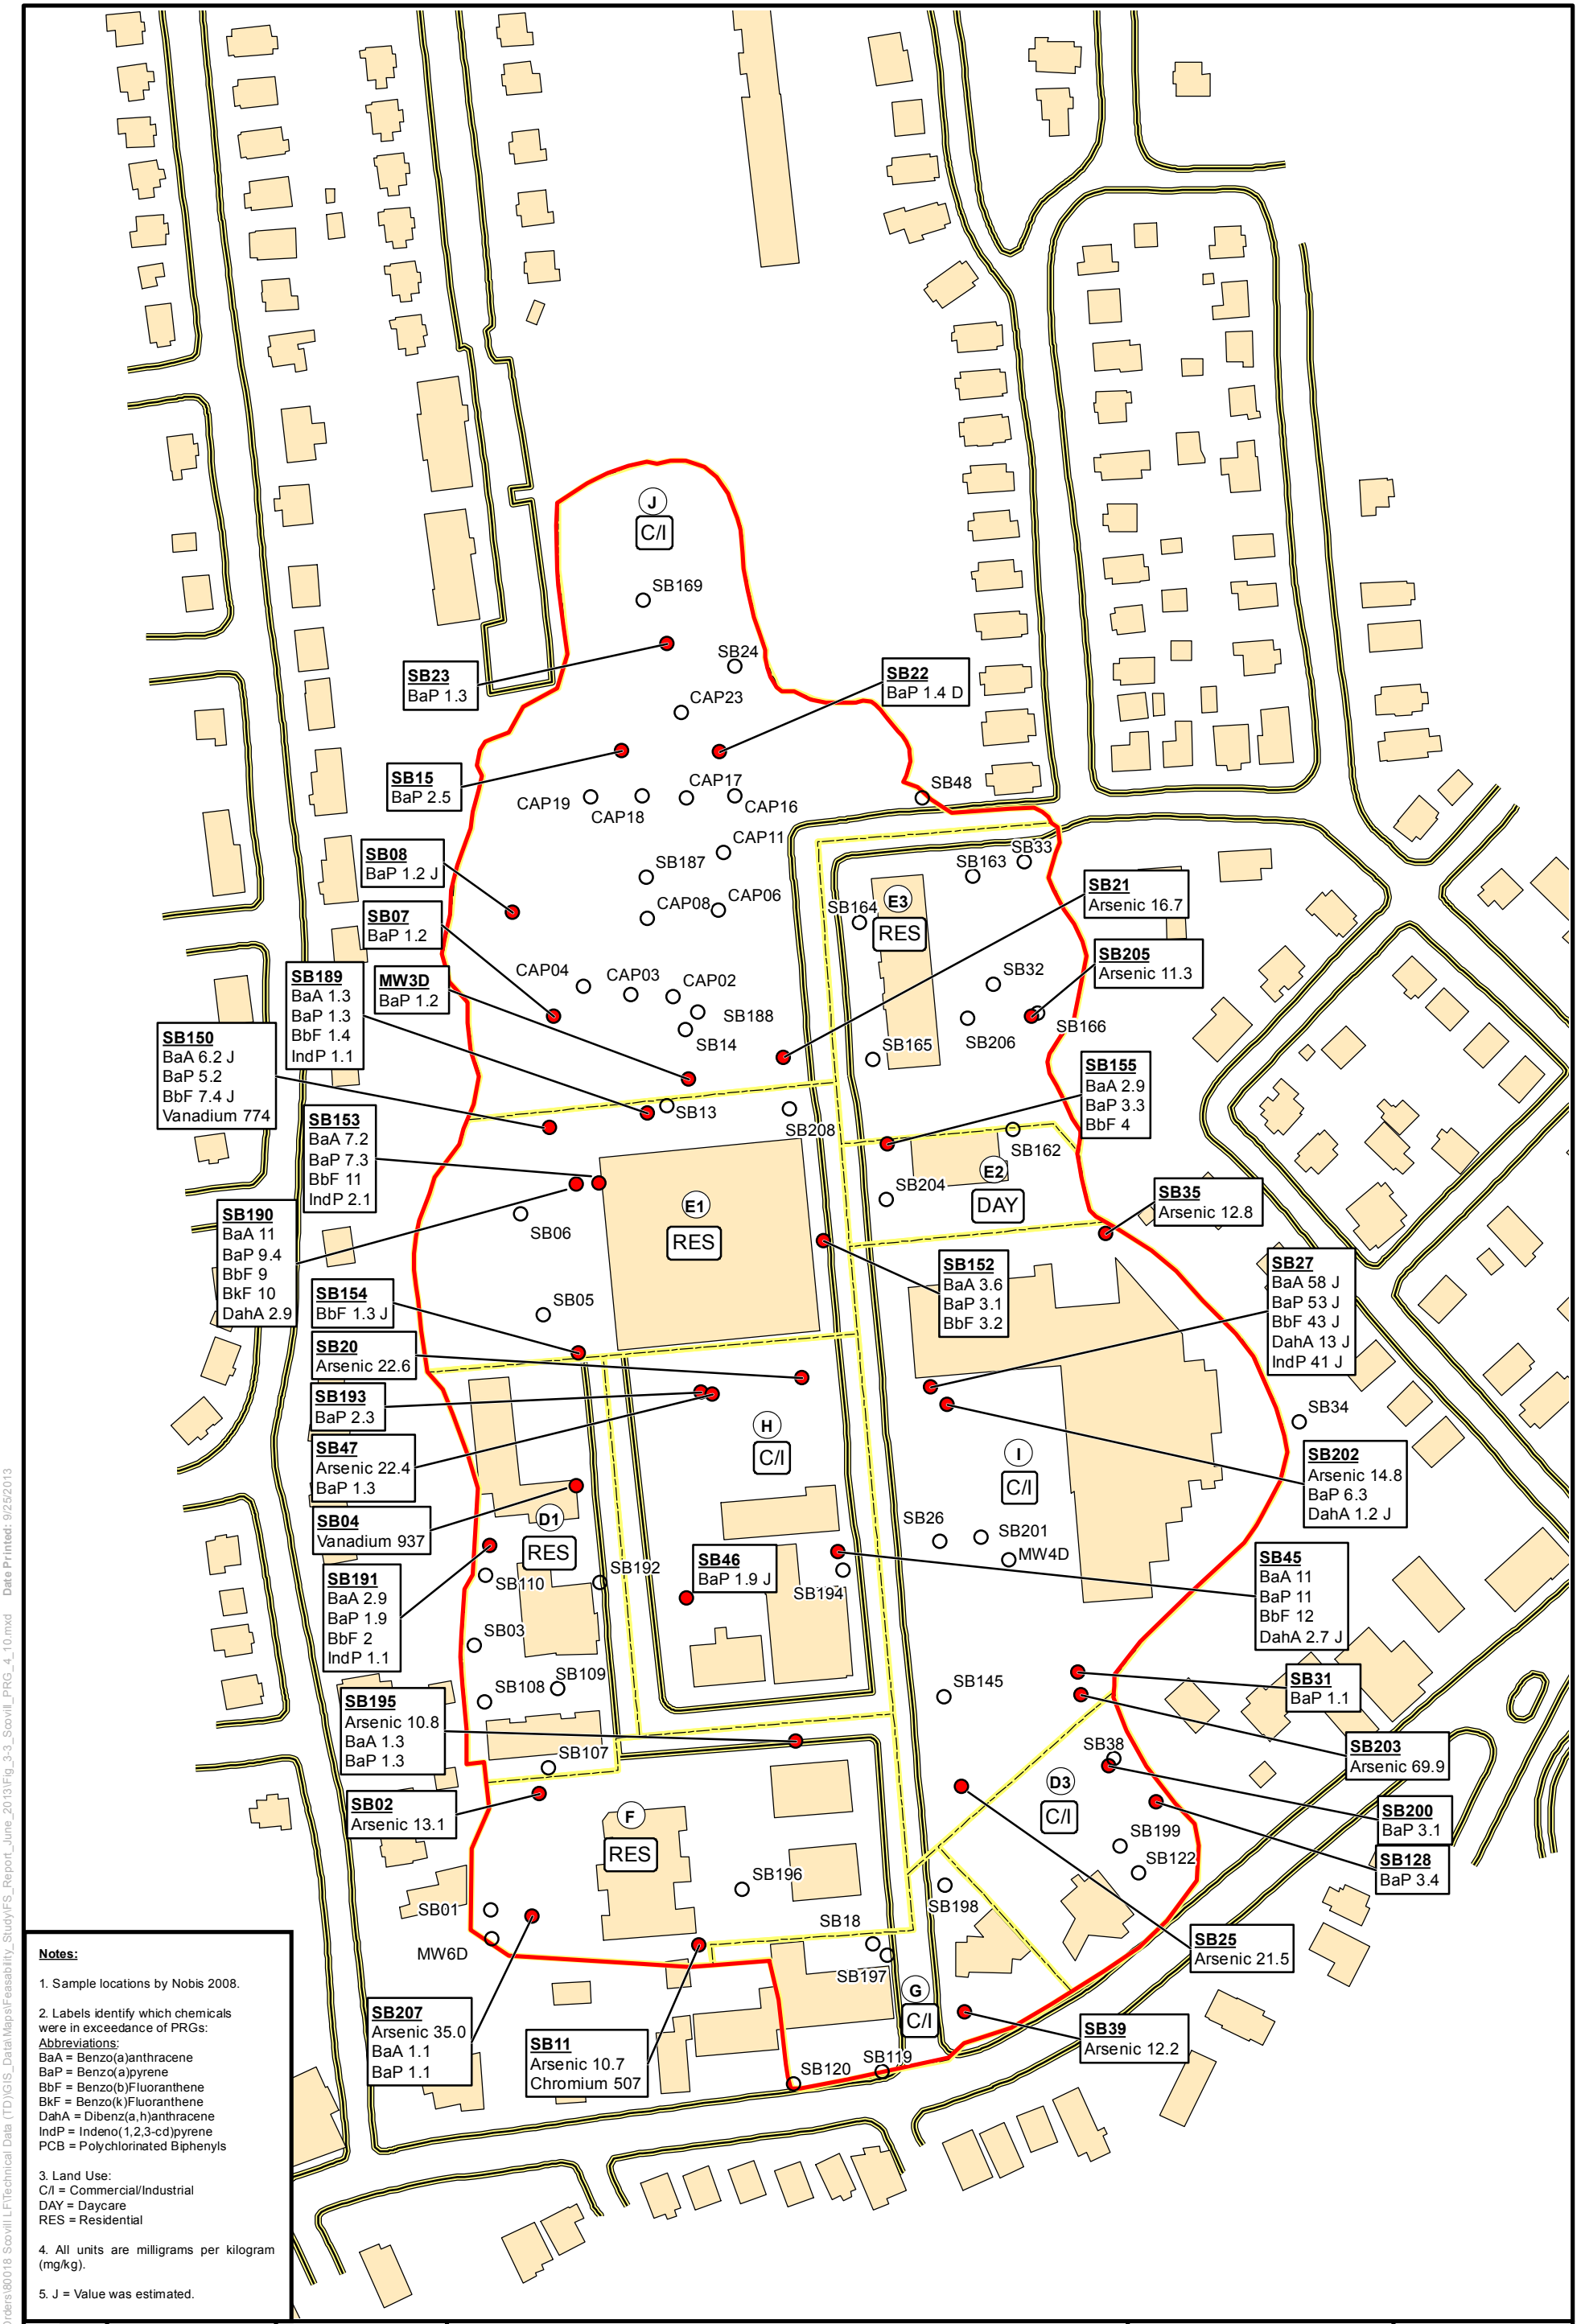 J
C/I
SB169
SB24
SB23
BaP 1.3
SB22
BaP 1.4 D
CAP23
SB15
BaP 2.5
CAP19
CAP18
CAP17
CAP16
SB48
CAP11
SB33
SB163
SB08
BaP 1.2 J
SB187
SB21
Arsenic 16.7
CAP08
CAP06
SB164
E3
RES
SB07
BaP 1.2
SB205
Arsenic 11.3
CAP04
CAP03
CAP02
SB32
SB189
BaA 1.3
BaP 1.3
BbF 1.4
IndP 1.1
MW3D
BaP 1.2
SB188
SB14
SB206
SB166
SB165
SB150
BaA 6.2 J
BaP 5.2
BbF 7.4 J
Vanadium 774
SB155
BaA 2.9
BaP 3.3
BbF 4
SB13
SB208
SB162
SB153
BaA 7.2
BaP 7.3
BbF 11
IndP 2.1
E2
DAY
SB204
SB35
Arsenic 12.8
SB190
BaA 11
BaP 9.4
BbF 9
BkF 10
DahA 2.9
SB06
E1
RES
SB152
BaA 3.6
BaP 3.1
BbF 3.2
SB27
BaA 58 J
BaP 53 J
BbF 43 J
DahA 13 J
IndP 41 J
SB154
BbF 1.3 J
SB05
SB20
Arsenic 22.6
SB193
BaP 2.3
SB47
Arsenic 22.4
BaP 1.3
H
C/I
SB34
I
C/I
SB202
Arsenic 14.8
BaP 6.3
DahA 1.2 J
SB04
Vanadium 937
D1
RES
SB26
SB201
MW4D
SB191
BaA 2.9
BaP 1.9
BbF 2
IndP 1.1
SB110
SB192
SB46
BaP 1.9 J
SB194
SB45
BaA 11
BaP 11
BbF 12
DahA 2.7 J
SB03
SB109
SB108
SB145
SB31
BaP 1.1
SB195
Arsenic 10.8
BaA 1.3
BaP 1.3
SB107
SB38
SB203
Arsenic 69.9
SB02
Arsenic 13.1
D3
C/I
SB200
BaP 3.1
F
RES
SB199
SB122
SB128
BaP 3.4
SB196
SB01
SB198
SB18
MW6D
SB197
SB25
Arsenic 21.5
G
C/I
SB207
Arsenic 35.0
BaA 1.1
BaP 1.1
SB11
Arsenic 10.7
Chromium 507
SB39
Arsenic 12.2
SB120
SB119
Notes:
1. Sample locations by Nobis 2008.
2. Labels identify which chemicals
were in exceedance of PRGs:
Abbreviations:
BaA = Benzo(a)anthracene
BaP = Benzo(a)pyrene
BbF = Benzo(b)Fluoranthene
BkF = Benzo(k)Fluoranthene
DahA = Dibenz(a,h)anthracene
IndP = Indeno(1,2,3-cd)pyrene
PCB = Polychlorinated Biphenyls
3. Land Use:
C/I = Commercial/Industrial
DAY = Daycare
RES = Residential
4. All units are milligrams per kilogram
(mg/kg).
5. J = Value was estimated.
80018 Scovill LF\Technical Data (TD)\GIS_Data\Maps\Feasability_Study\FS_Report_June_2013\Fig_3-3_Scovill_PRG_4_10.mxd Date Printed: 9/25/2013